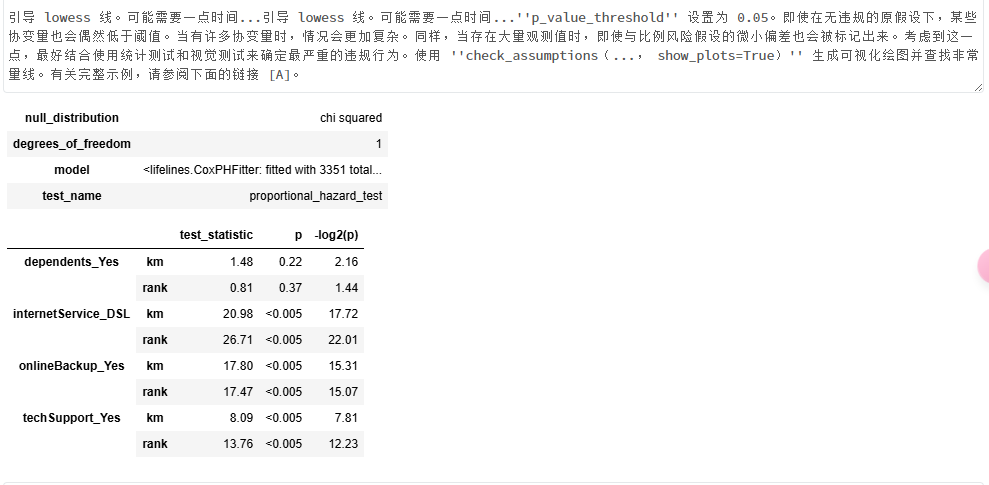 引导 lowess 线。可能需要一点时间...引导 lowess 线。可能需要一点时间...''p_value_threshold'' 设置为 0.05。即使在无违规的原假设下，某些
协变量也会偶然低于阈值。当有许多协变量时，情况会更加复杂。同样，当存在大量观测值时，即使与比例风险假设的微小偏差也会被标记出来。考虑到这一
点，最好结合使用统计测试和视觉测试来确定最严重的违规行为。使用 ''check_assumptions（...， show_plots=True）'' 生成可视化绘图并查找非常
量线。有关完整示例，请参阅下面的链接 [A]。
null_distribution chi squared
degrees_of_freedom 1
model <lifelines.CoxPHFitter: fitted with 3351 total...
test_name proportional_hazard_test
test_statistic p -log2(p)
dependents_Yes km 1.48 0.22 2.16
rank 0.81 0.37 1.44
internetService_DSL km 20.98 <0.005 17.72
rank 26.71 <0.005 22.01
onlineBackup_Yes km 17.80 <0.005 15.31
rank 17.47 <0.005 15.07
techSupport_Yes km 8.09 <0.005 7.81
rank 13.76 <0.005 12.23